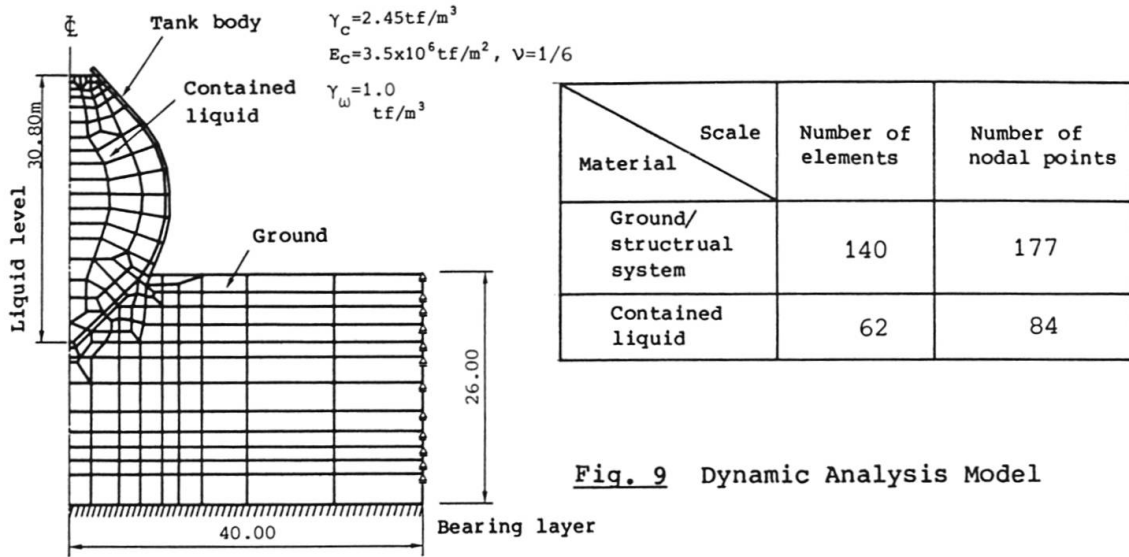 ℄
Tank body
γc=2.45tf/m³
Ec=3.5x10⁶tf/m², ν=1/6
Contained
liquid
γω=1.0
tf/m³
30.80m
Liquid level
Ground
26.00
40.00
Bearing layer
Scale
Material
Number of
elements
Number of
nodal points
Ground/
structrual
system
140
177
Contained
liquid
62
84
Fig. 9 Dynamic Analysis Model